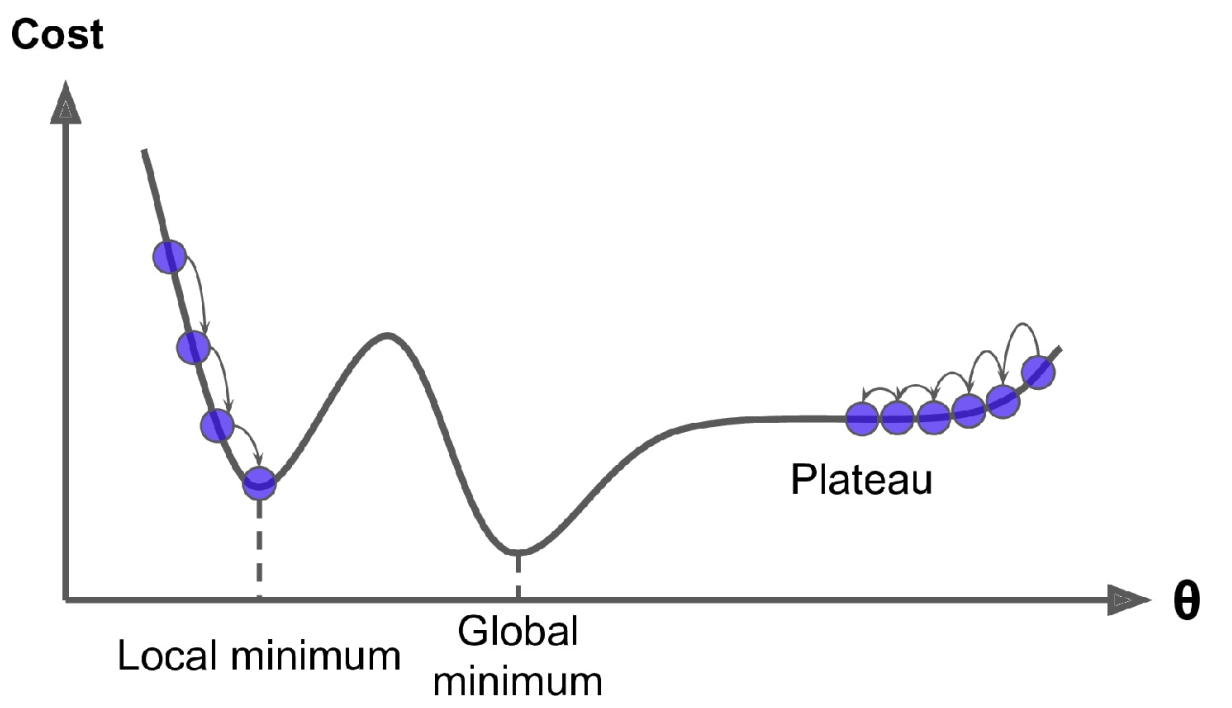 Cost
Plateau
θ
Local minimum
Global
minimum